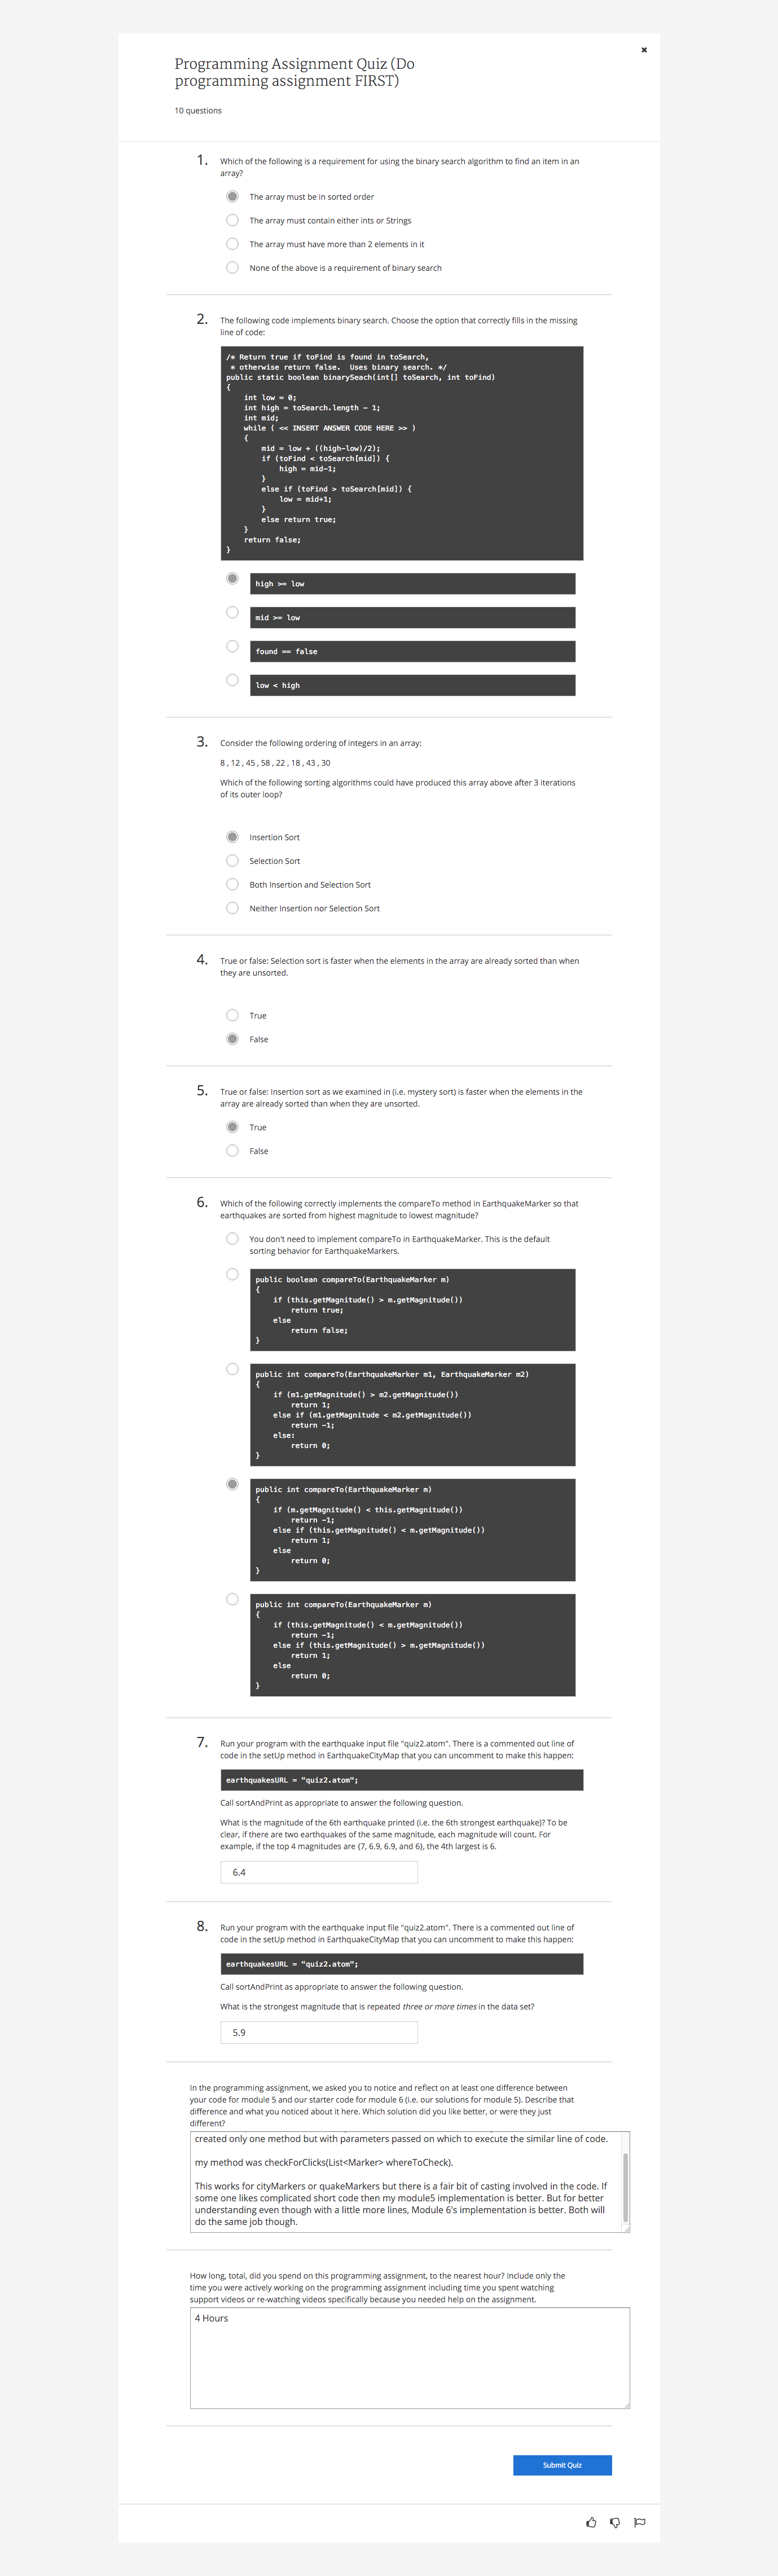 ✖
Programming Assignment Quiz (Do
programming assignment FIRST)
10 questions
1.
Which of the following is a requirement for using the binary search algorithm to find an item in an
array?
The array must be in sorted order
The array must contain either ints or Strings
The array must have more than 2 elements in it
None of the above is a requirement of binary search
2.
The following code implements binary search. Choose the option that correctly fills in the missing
line of code:
/* Return true if toFind is found in toSearch,
 * otherwise return false.  Uses binary search. */
public static boolean binarySeach(int[] toSearch, int toFind)
{
    int low = 0;
    int high = toSearch.length - 1;
    int mid;
    while ( << INSERT ANSWER CODE HERE >> )
    {
        mid = low + ((high-low)/2);
        if (toFind < toSearch[mid]) {
            high = mid-1;
        }
        else if (toFind > toSearch[mid]) {
            low = mid+1;
        }
        else return true;
    }
    return false;
}
high >= low
mid >= low
found == false
low < high
3.
Consider the following ordering of integers in an array:
8 , 12 , 45 , 58 , 22 , 18 , 43 , 30
Which of the following sorting algorithms could have produced this array above after 3 iterations
of its outer loop?
Insertion Sort
Selection Sort
Both Insertion and Selection Sort
Neither Insertion nor Selection Sort
4.
True or false: Selection sort is faster when the elements in the array are already sorted than when
they are unsorted.
True
False
5.
True or false: Insertion sort as we examined in (i.e. mystery sort) is faster when the elements in the
array are already sorted than when they are unsorted.
True
False
6.
Which of the following correctly implements the compareTo method in EarthquakeMarker so that
earthquakes are sorted from highest magnitude to lowest magnitude?
You don't need to implement compareTo in EarthquakeMarker. This is the default
sorting behavior for EarthquakeMarkers.
public boolean compareTo(EarthquakeMarker m)
{
    if (this.getMagnitude() > m.getMagnitude())
        return true;
    else
        return false;
}
public int compareTo(EarthquakeMarker m1, EarthquakeMarker m2)
{
    if (m1.getMagnitude() > m2.getMagnitude())
        return 1;
    else if (m1.getMagnitude < m2.getMagnitude())
        return -1;
    else:
        return 0;
}
public int compareTo(EarthquakeMarker m)
{
    if (m.getMagnitude() < this.getMagnitude())
        return -1;
    else if (this.getMagnitude() < m.getMagnitude())
        return 1;
    else
        return 0;
}
public int compareTo(EarthquakeMarker m)
{
    if (this.getMagnitude() < m.getMagnitude())
        return -1;
    else if (this.getMagnitude() > m.getMagnitude())
        return 1;
    else
        return 0;
}
7.
Run your program with the earthquake input file "quiz2.atom". There is a commented out line of
code in the setUp method in EarthquakeCityMap that you can uncomment to make this happen:
earthquakesURL = "quiz2.atom";
Call sortAndPrint as appropriate to answer the following question.
What is the magnitude of the 6th earthquake printed (i.e. the 6th strongest earthquake)? To be
clear, if there are two earthquakes of the same magnitude, each magnitude will count. For
example, if the top 4 magnitudes are {7, 6.9, 6.9, and 6}, the 4th largest is 6.
6.4
8.
Run your program with the earthquake input file "quiz2.atom". There is a commented out line of
code in the setUp method in EarthquakeCityMap that you can uncomment to make this happen:
earthquakesURL = "quiz2.atom";
Call sortAndPrint as appropriate to answer the following question.
What is the strongest magnitude that is repeated three or more times in the data set?
5.9
In the programming assignment, we asked you to notice and reflect on at least one difference between
your code for module 5 and our starter code for module 6 (i.e. our solutions for module 5). Describe that
difference and what you noticed about it here. Which solution did you like better, or were they just
different?
created only one method but with parameters passed on which to execute the similar line of code.
my method was checkForClicks(List<Marker> whereToCheck).
This works for cityMarkers or quakeMarkers but there is a fair bit of casting involved in the code. If
some one likes complicated short code then my module5 implementation is better. But for better
understanding even though with a little more lines, Module 6's implementation is better. Both will
do the same job though.
How long, total, did you spend on this programming assignment, to the nearest hour? Include only the
time you were actively working on the programming assignment including time you spent watching
support videos or re-watching videos specifically because you needed help on the assignment.
4 Hours
Submit Quiz